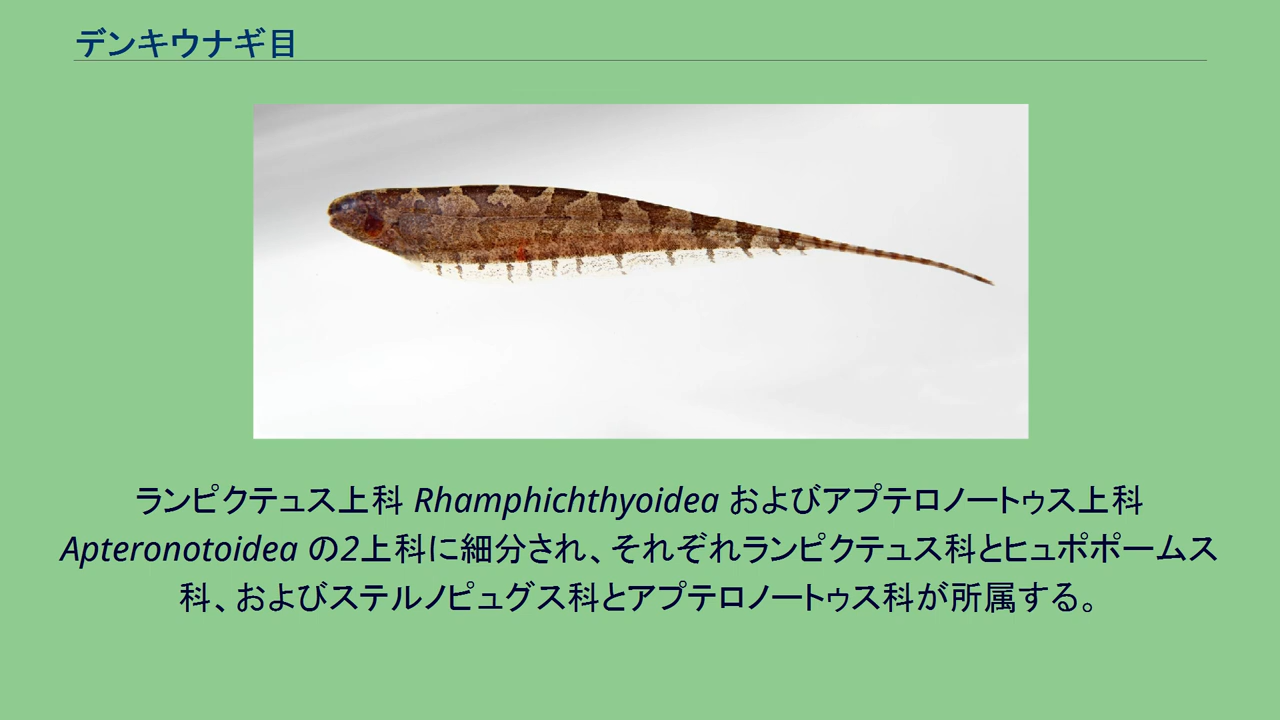 デンキウナギ目
ランピクテュス上科 Rhamphichthyoidea およびアプテロノートゥス上科
Apteronotoidea の2上科に細分され、それぞれランピクテュス科とヒュポポームス
科、およびステルノピュグス科とアプテロノートゥス科が所属する。